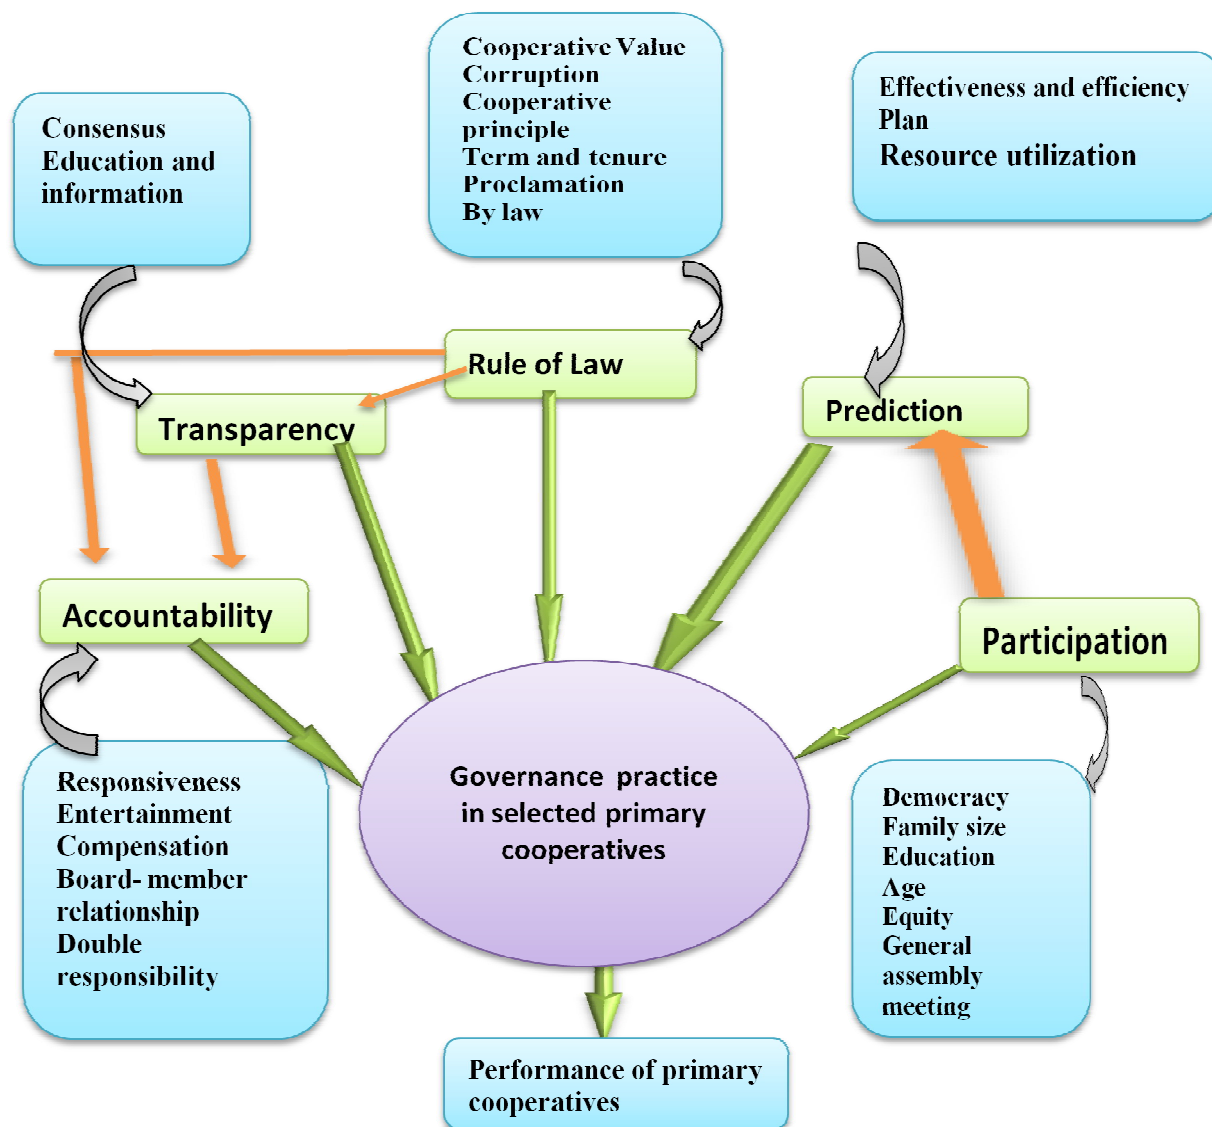 Cooperative Value
Corruption
Cooperative
principle
Term and tenure
Proclamation
By law
Effectiveness and efficiency
Plan
Resource utilization
Consensus
Education and
information
Rule of Law
Transparency
Prediction
Accountability
Participation
Governance practice
in selected primary
cooperatives
Responsiveness
Entertainment
Compensation
Board- member
relationship
Double
responsibility
Democracy
Family size
Education
Age
Equity
General
assembly
meeting
Performance of primary
cooperatives